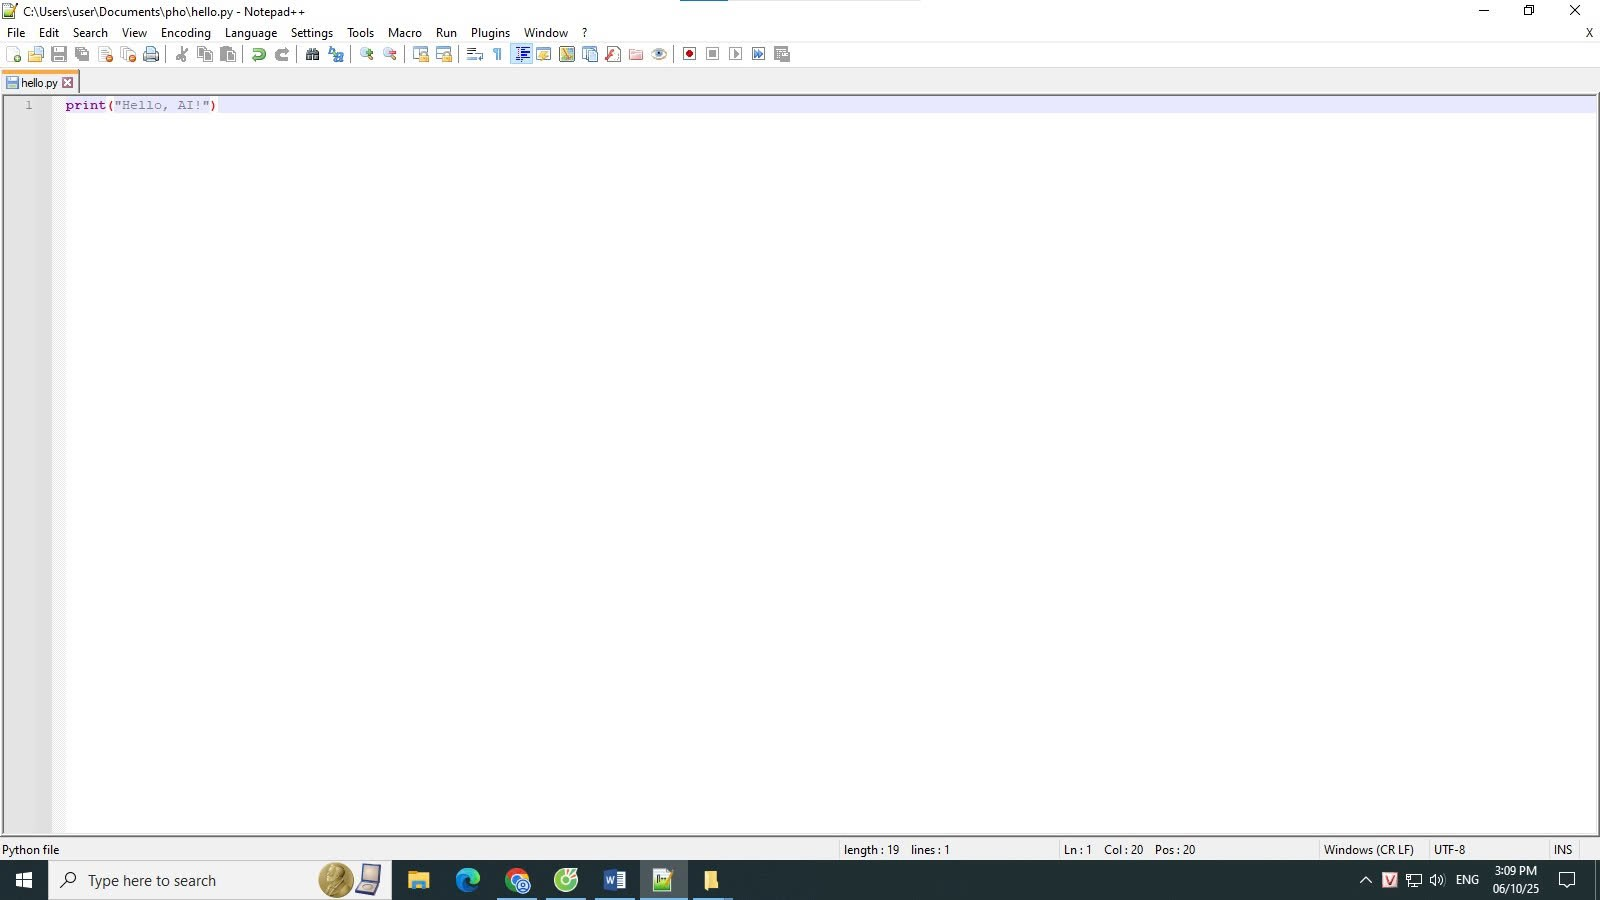 C:\Users\user\Documents\pho\hello.py - Notepad++
File Edit Search View Encoding Language Settings Tools Macro Run Plugins Window ? X
hello.py
1 print("Hello, AI!")
Python file length : 19 lines : 1 Ln : 1 Col : 20 Pos : 20 Windows (CR LF) UTF-8 INS
Type here to search ENG 3:09 PM
06/10/25